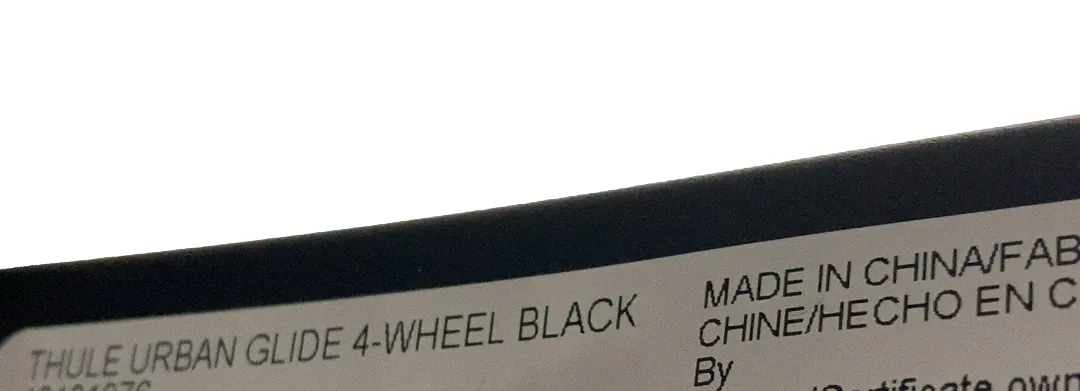 THULE URBAN GLIDE 4-WHEEL BLACK
MADE IN CHINA/FAB
CHINE/HECHO EN C
By